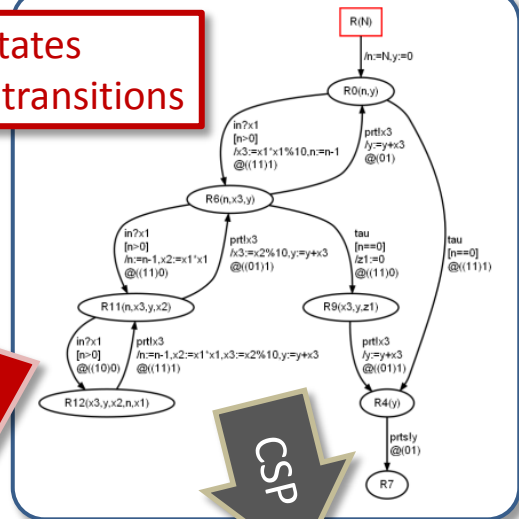 tates
transitions
R(N)
/n:=N,y:=0
R0(n,y)
in?x1
[n>0]
/x3:=x1*x1%10,n:=n-1
@((11)1)
prt!x3
/y:=y+x3
@(01)
R6(n,x3,y)
in?x1
[n>0]
/n:=n-1,x2:=x1*x1
@((11)0)
prt!x3
/x3:=x2%10,y:=y+x3
@((01)1)
tau
[n==0]
/z1:=0
@((11)0)
tau
[n==0]
@((11)1)
R11(n,x3,y,x2)
R9(x3,y,z1)
in?x1
[n>0]
@((10)0)
prt!x3
/n:=n-1,x2:=x1*x1,x3:=x2%10,y:=y+x3
@((11)1)
prt!x3
/y:=y+x3
@((01)1)
R12(x3,y,x2,n,x1)
R4(y)
prts!y
@(01)
R7
CSP